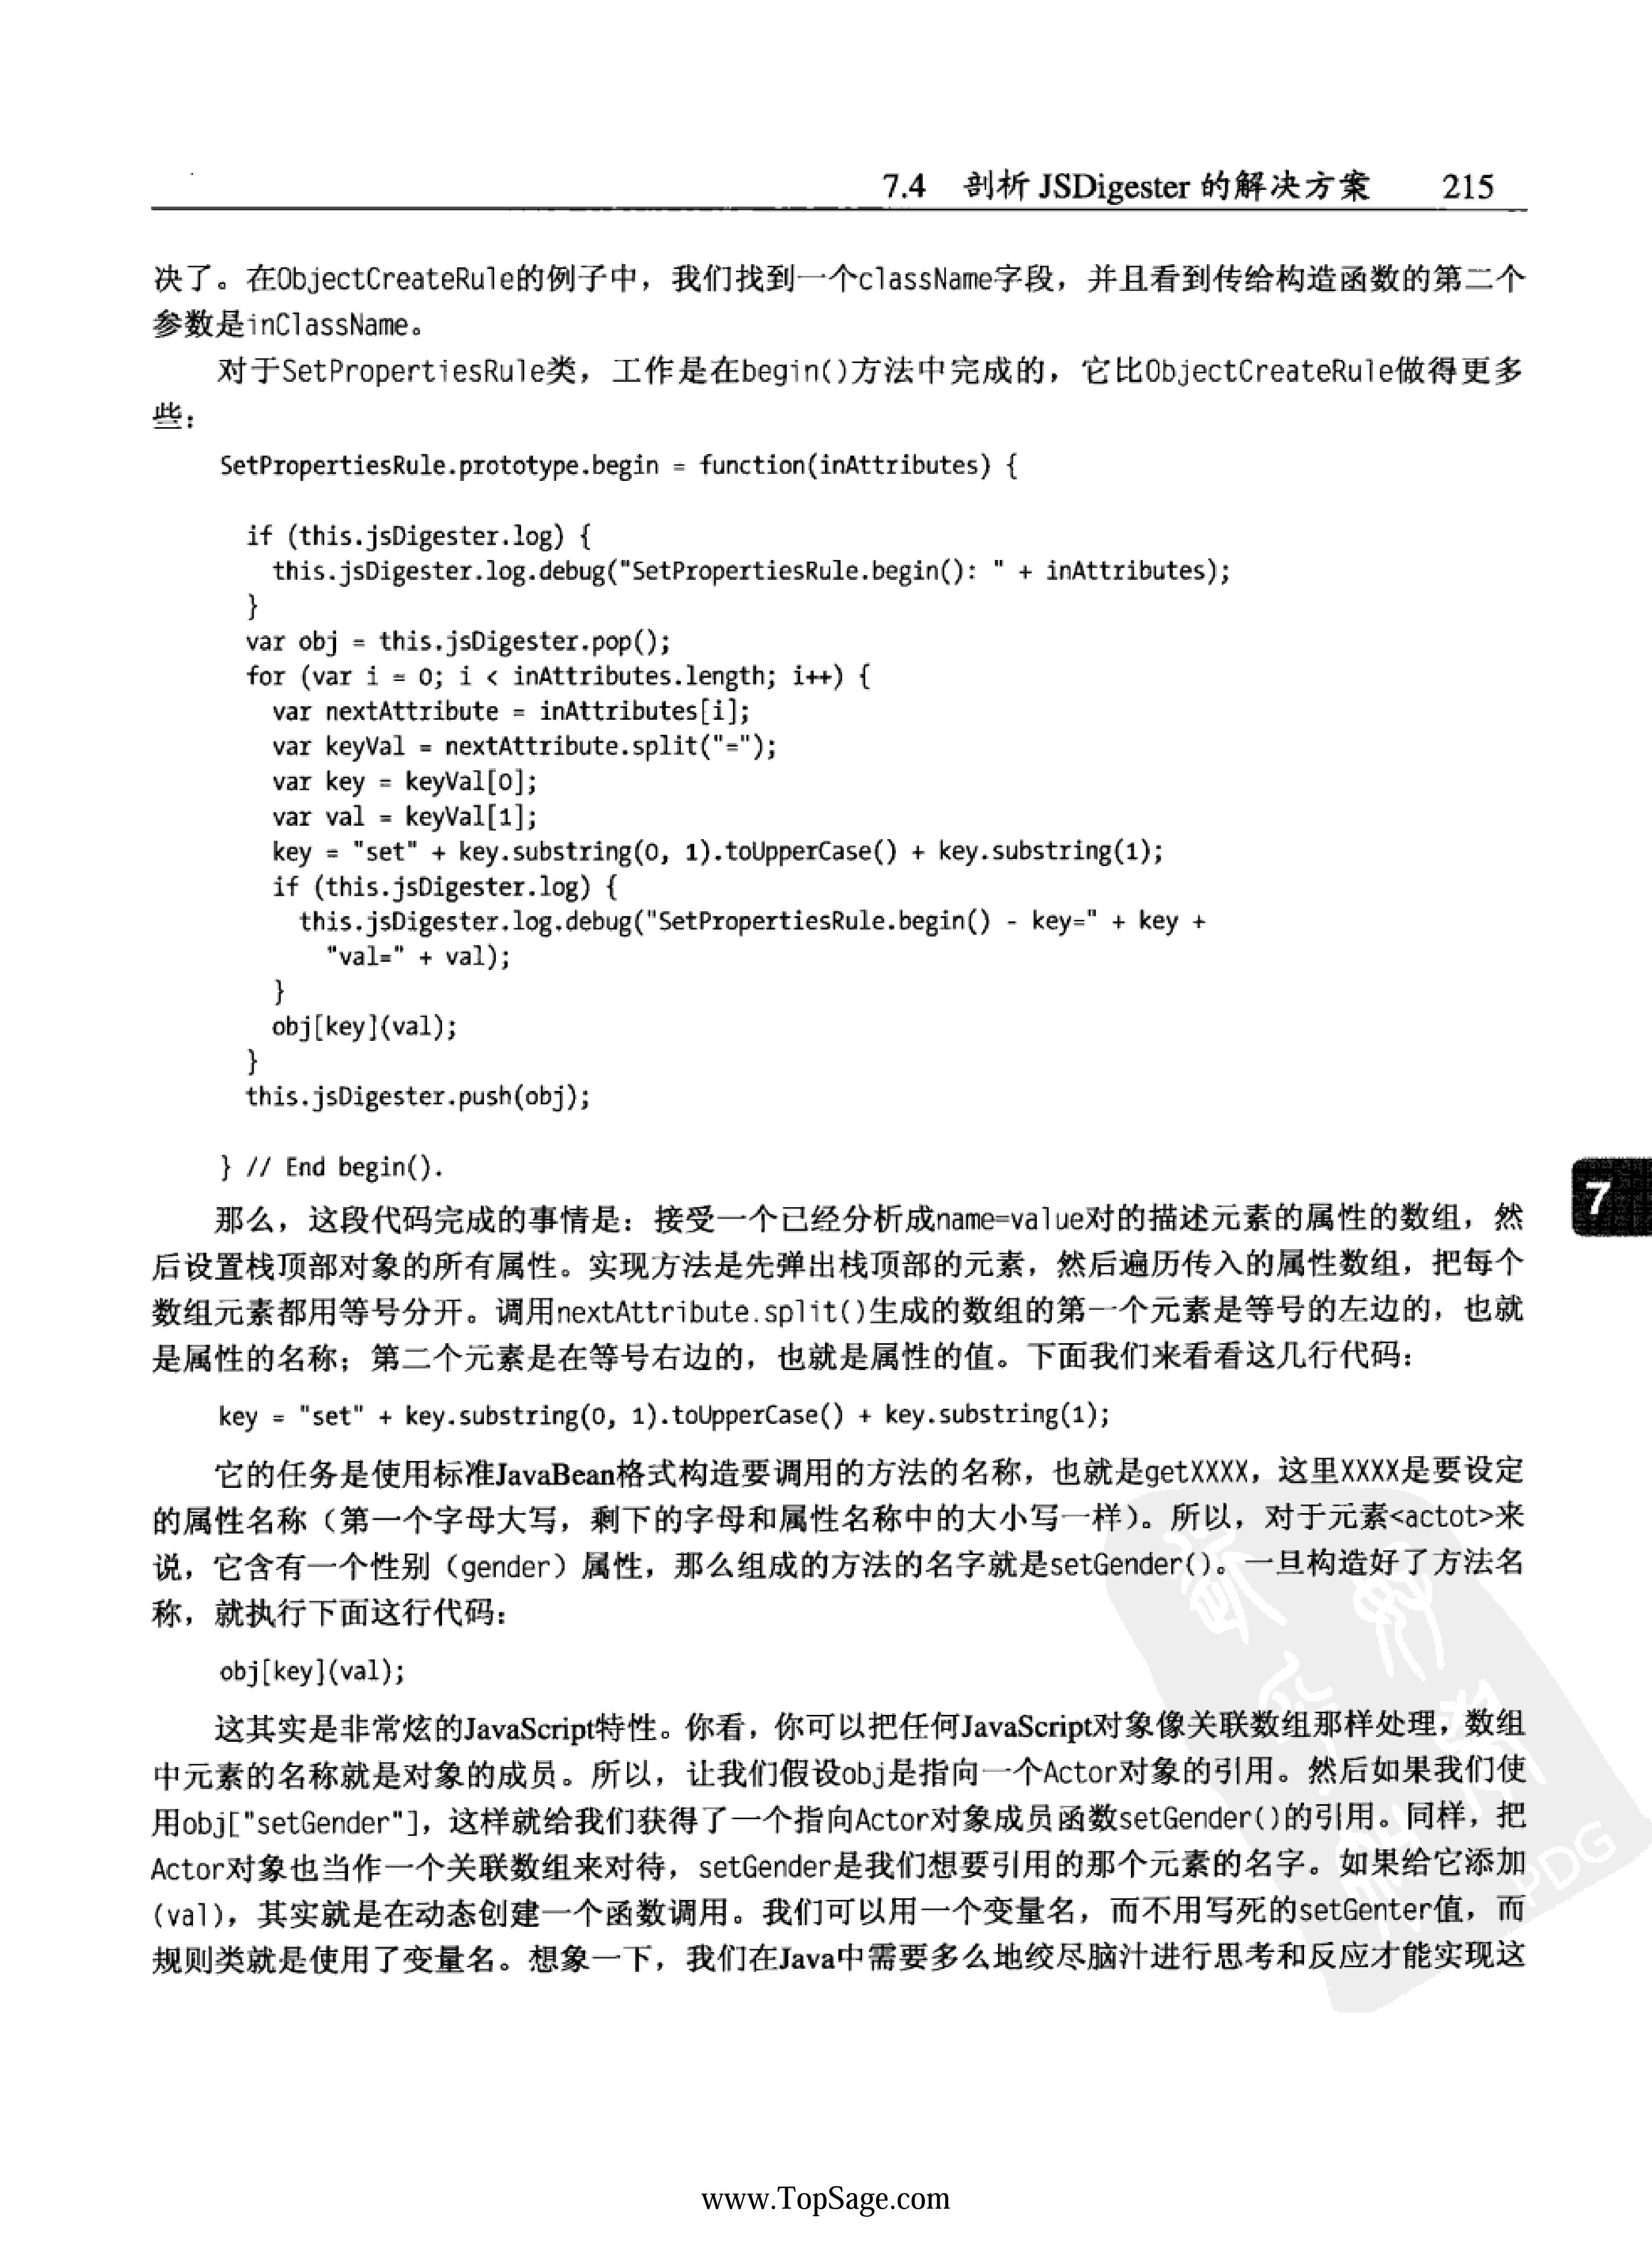 7.4 剖析 JSDigester 的解决方案 215
决了。在ObjectCreateRule的例子中，我们找到一个className字段，并且看到传给构造函数的第二个
参数是inClassName。
对于SetPropertiesRule类，工作是在begin()方法中完成的，它比ObjectCreateRule做得更多
些：
SetPropertiesRule.prototype.begin = function(inAttributes) {
if (this.jsDigester.log) {
this.jsDigester.log.debug("SetPropertiesRule.begin(): " + inAttributes);
}
var obj = this.jsDigester.pop();
for (var i = 0; i < inAttributes.length; i++) {
var nextAttribute = inAttributes[i];
var keyVal = nextAttribute.split("=");
var key = keyVal[0];
var val = keyVal[1];
key = "set" + key.substring(0, 1).toUpperCase() + key.substring(1);
if (this.jsDigester.log) {
this.jsDigester.log.debug("SetPropertiesRule.begin() - key=" + key +
"val=" + val);
}
obj[key](val);
}
this.jsDigester.push(obj);
} // End begin().
7
那么，这段代码完成的事情是：接受一个已经分析成name=value对的描述元素的属性的数组，然
后设置栈顶部对象的所有属性。实现方法是先弹出栈顶部的元素，然后遍历传入的属性数组，把每个
数组元素都用等号分开。调用nextAttribute.split()生成的数组的第一个元素是等号的左边的，也就
是属性的名称；第二个元素是在等号右边的，也就是属性的值。下面我们来看看这几行代码：
key = "set" + key.substring(0, 1).toUpperCase() + key.substring(1);
它的任务是使用标准JavaBean格式构造要调用的方法的名称，也就是getXXXX，这里XXXX是要设定
的属性名称（第一个字母大写，剩下的字母和属性名称中的大小写一样）。所以，对于元素<actot>来
说，它含有一个性别（gender）属性，那么组成的方法的名字就是setGender()。一旦构造好了方法名
称，就执行下面这行代码：
obj[key](val);
这其实是非常炫的JavaScript特性。你看，你可以把任何JavaScript对象像关联数组那样处理，数组
中元素的名称就是对象的成员。所以，让我们假设obj是指向一个Actor对象的引用。然后如果我们使
用obj["setGender"]，这样就给我们获得了一个指向Actor对象成员函数setGender()的引用。同样，把
Actor对象也当作一个关联数组来对待，setGender是我们想要引用的那个元素的名字。如果给它添加
(val)，其实就是在动态创建一个函数调用。我们可以用一个变量名，而不用写死的setGenter值，而
规则类就是使用了变量名。想象一下，我们在Java中需要多么地绞尽脑汁进行思考和反应才能实现这
PDG
www.TopSage.com